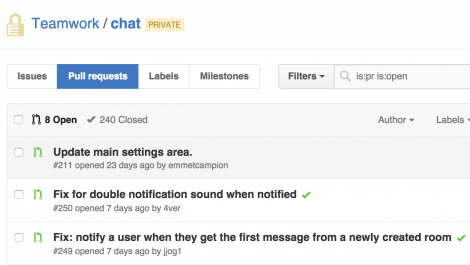 Teamwork / chat PRIVATE
Issues Pull requests Labels Milestones Filters is:pr is:open
8 Open 240 Closed Author Labels
Update main settings area.
#211 opened 23 days ago by emmetcampion
Fix for double notification sound when notified
#250 opened 7 days ago by 4ver
Fix: notify a user when they get the first message from a newly created room
#249 opened 7 days ago by jjog1